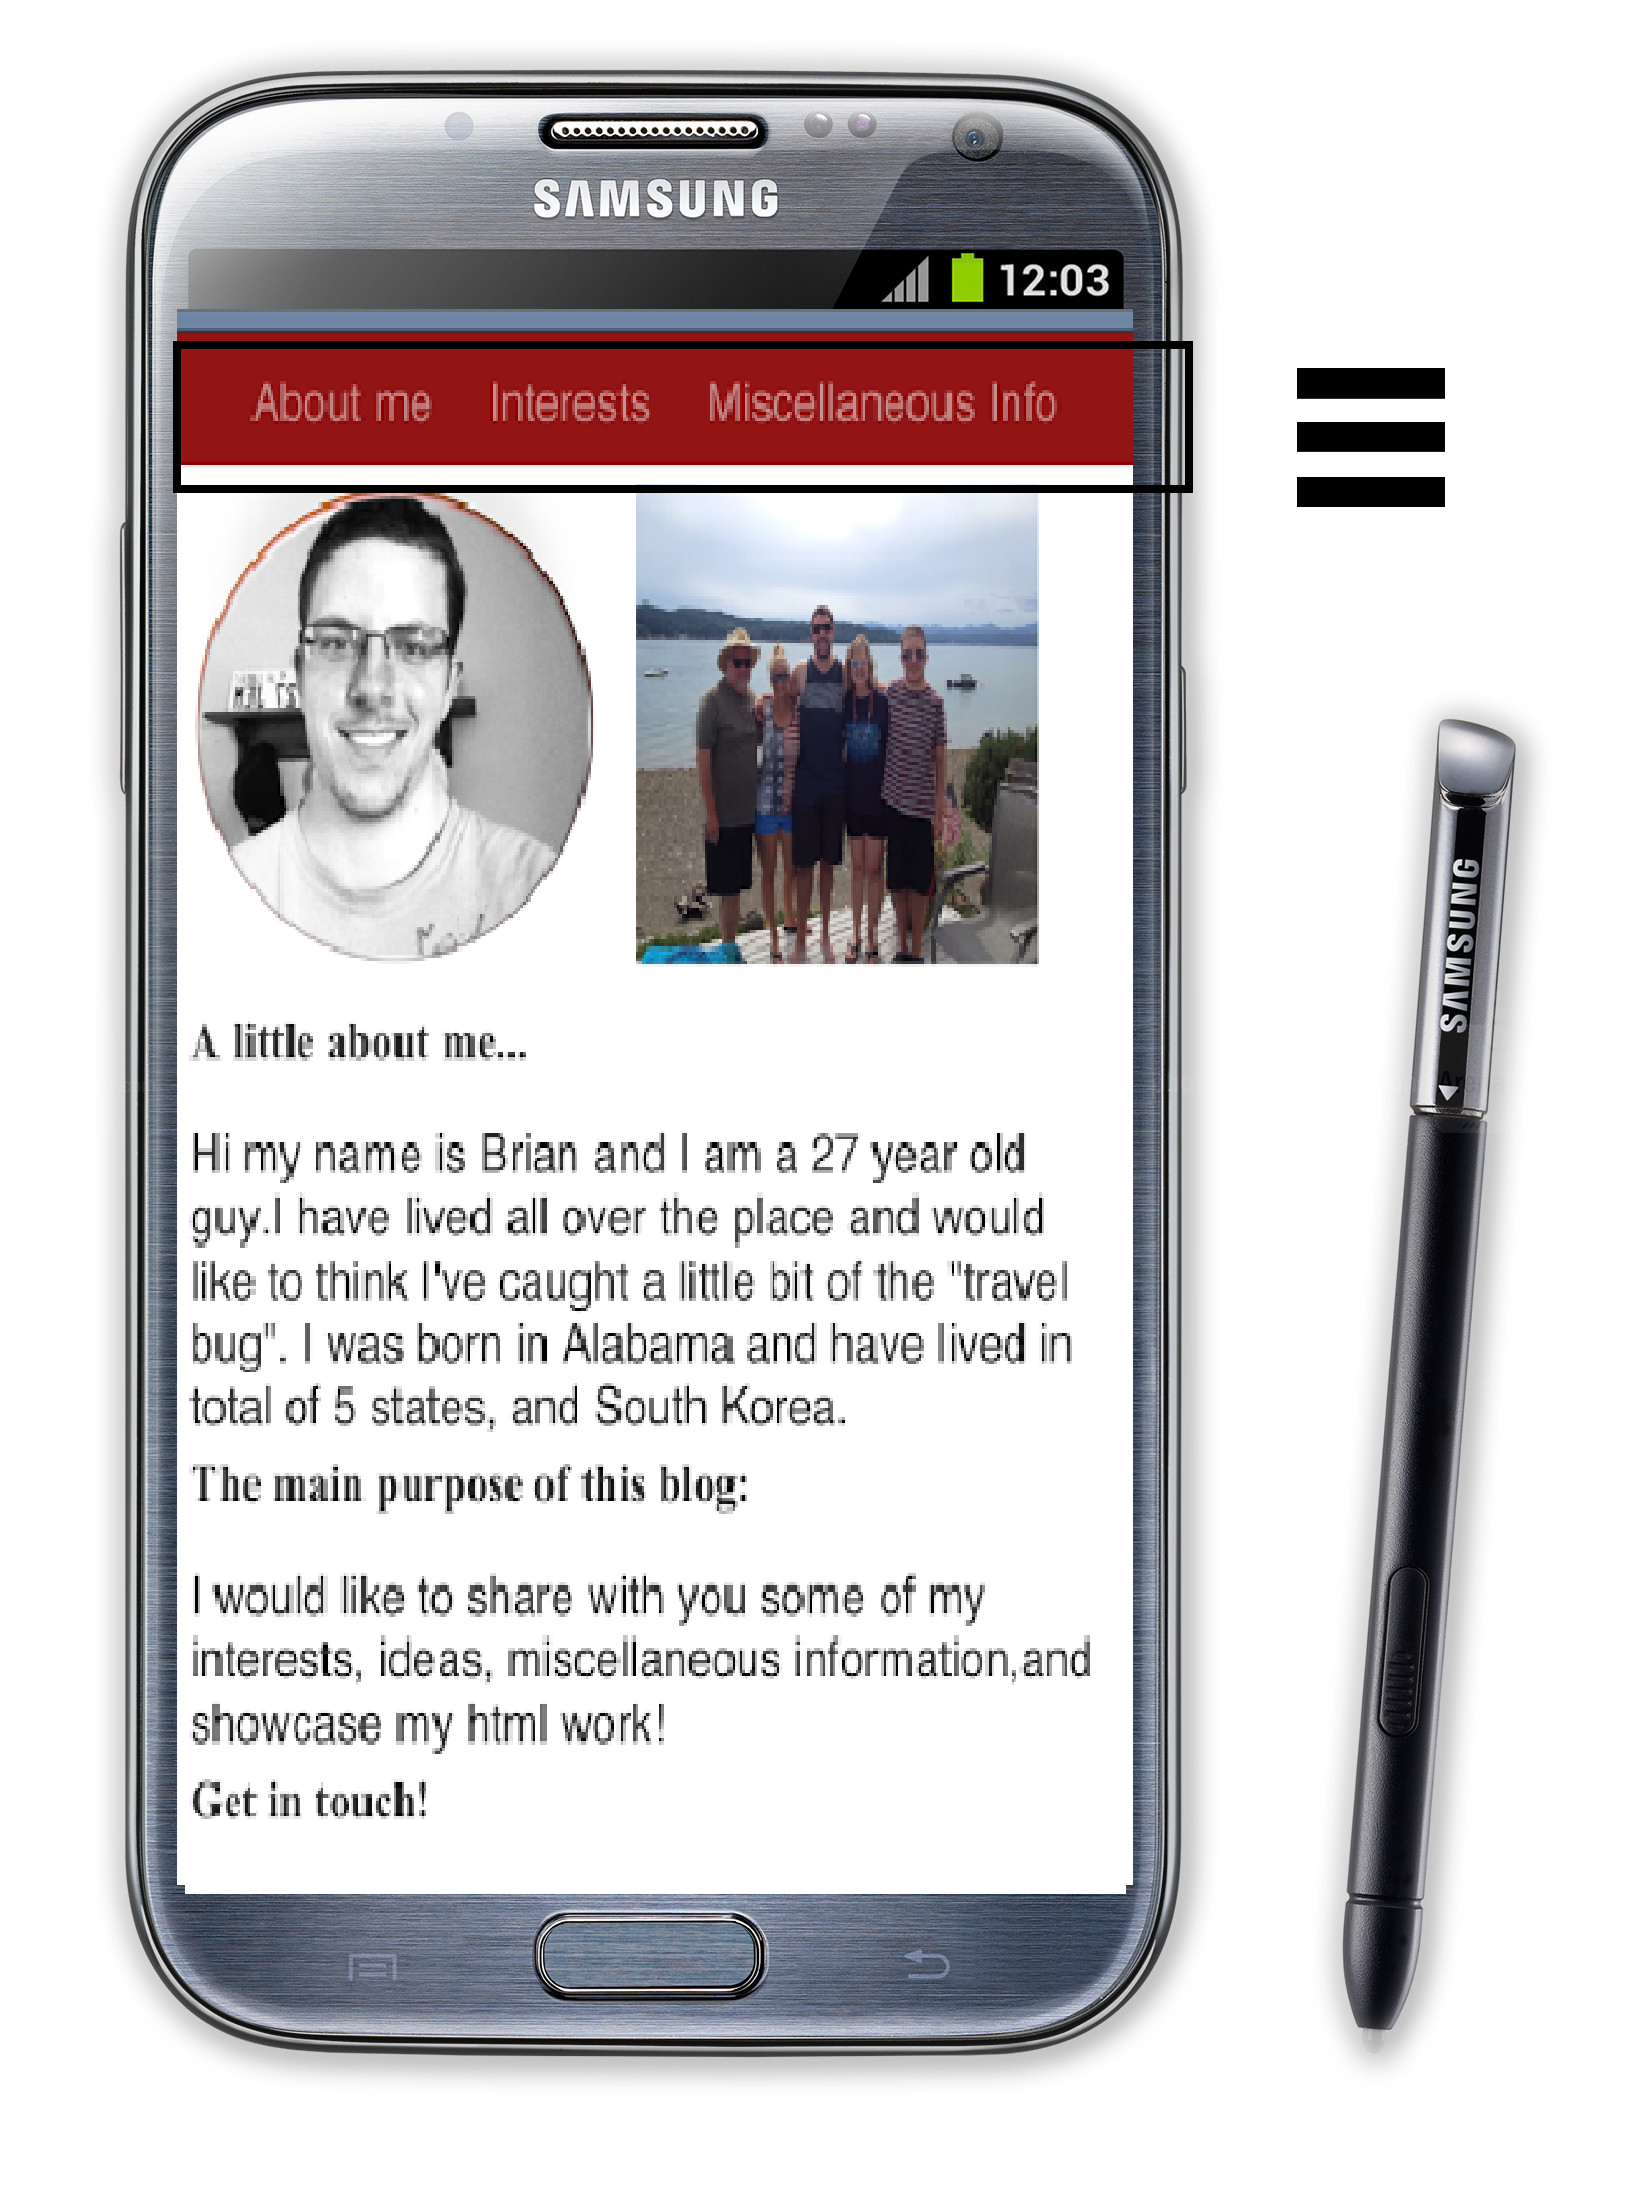 SAMSUNG
12:03
About me Interests Miscellaneous Info
A little about me...
Hi my name is Brian and I am a 27 year old
guy.I have lived all over the place and would
like to think I've caught a little bit of the "travel
bug". I was born in Alabama and have lived in
total of 5 states, and South Korea.
The main purpose of this blog:
I would like to share with you some of my
interests, ideas, miscellaneous information,and
showcase my html work!
Get in touch!
SAMSUNG